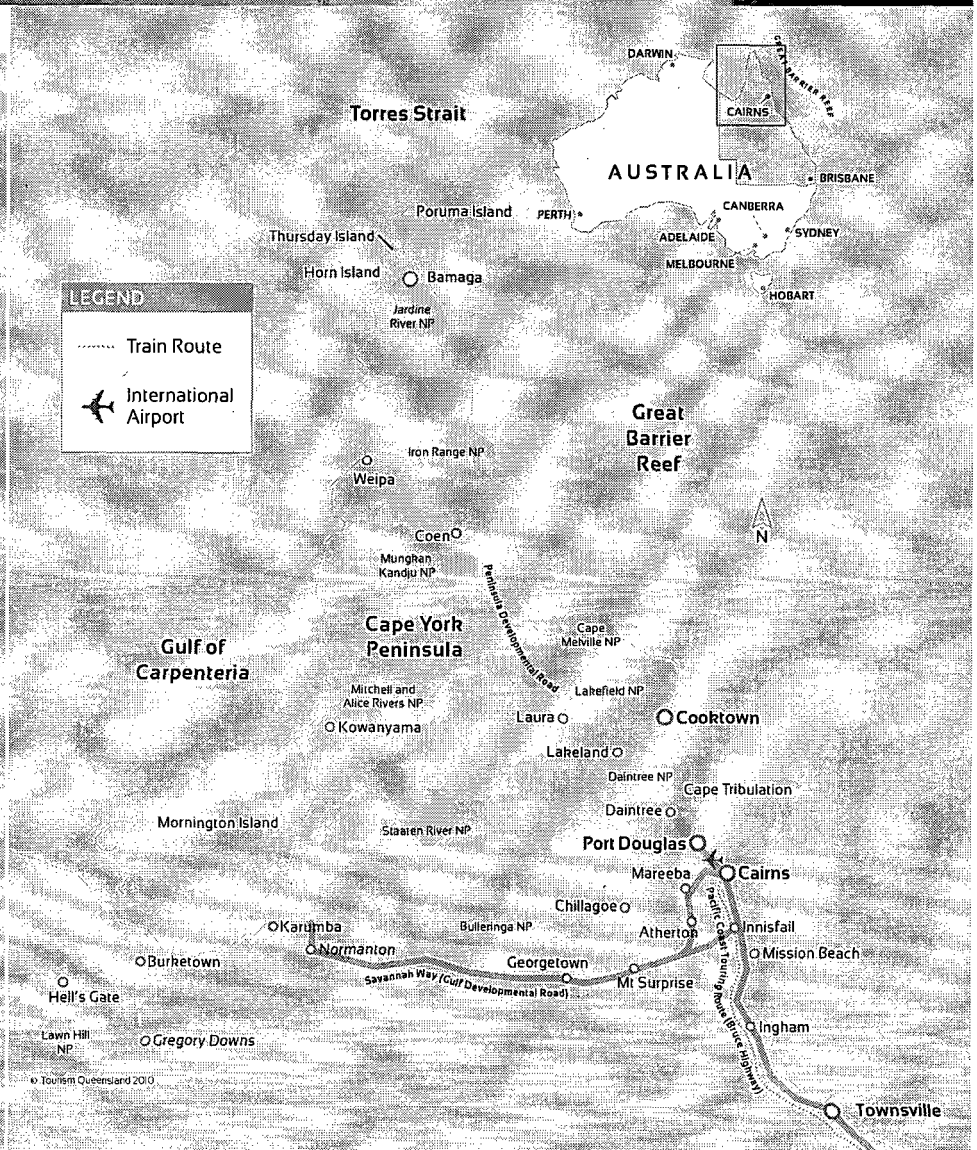 DARWIN
GREAT BARRIER REEF
CAIRNS
Torres Strait
AUSTRALIA
BRISBANE
CANBERRA
Poruma Island
PERTH
ADELAIDE
SYDNEY
MELBOURNE
HOBART
Thursday Island
Horn Island
Bamaga
Jardine
River NP
LEGEND
Train Route
International
Airport
Great
Barrier
Reef
Iron Range NP
Weipa
N
Coen
Mungkan
Kandju NP
Peninsula Developmental Road
Cape York
Peninsula
Cape
Melville NP
Gulf of
Carpenteria
Mitchell and
Alice Rivers NP
Lakefield NP
Kowanyama
Laura
Cooktown
Lakeland
Daintree NP
Cape Tribulation
Daintree
Mornington Island
Staaten River NP
Port Douglas
Mareeba
Cairns
Chillagoe
Pacific Coast Touring Route (Bruce Highway)
Karumba
Bulleringa NP
Atherton
Innisfail
Normanton
Mission Beach
Burketown
Georgetown
Savannah Way (Gulf Developmental Road)
Mt Surprise
Hell's Gate
Ingham
Lawn Hill
NP
Gregory Downs
© Tourism Queensland 2010
Townsville